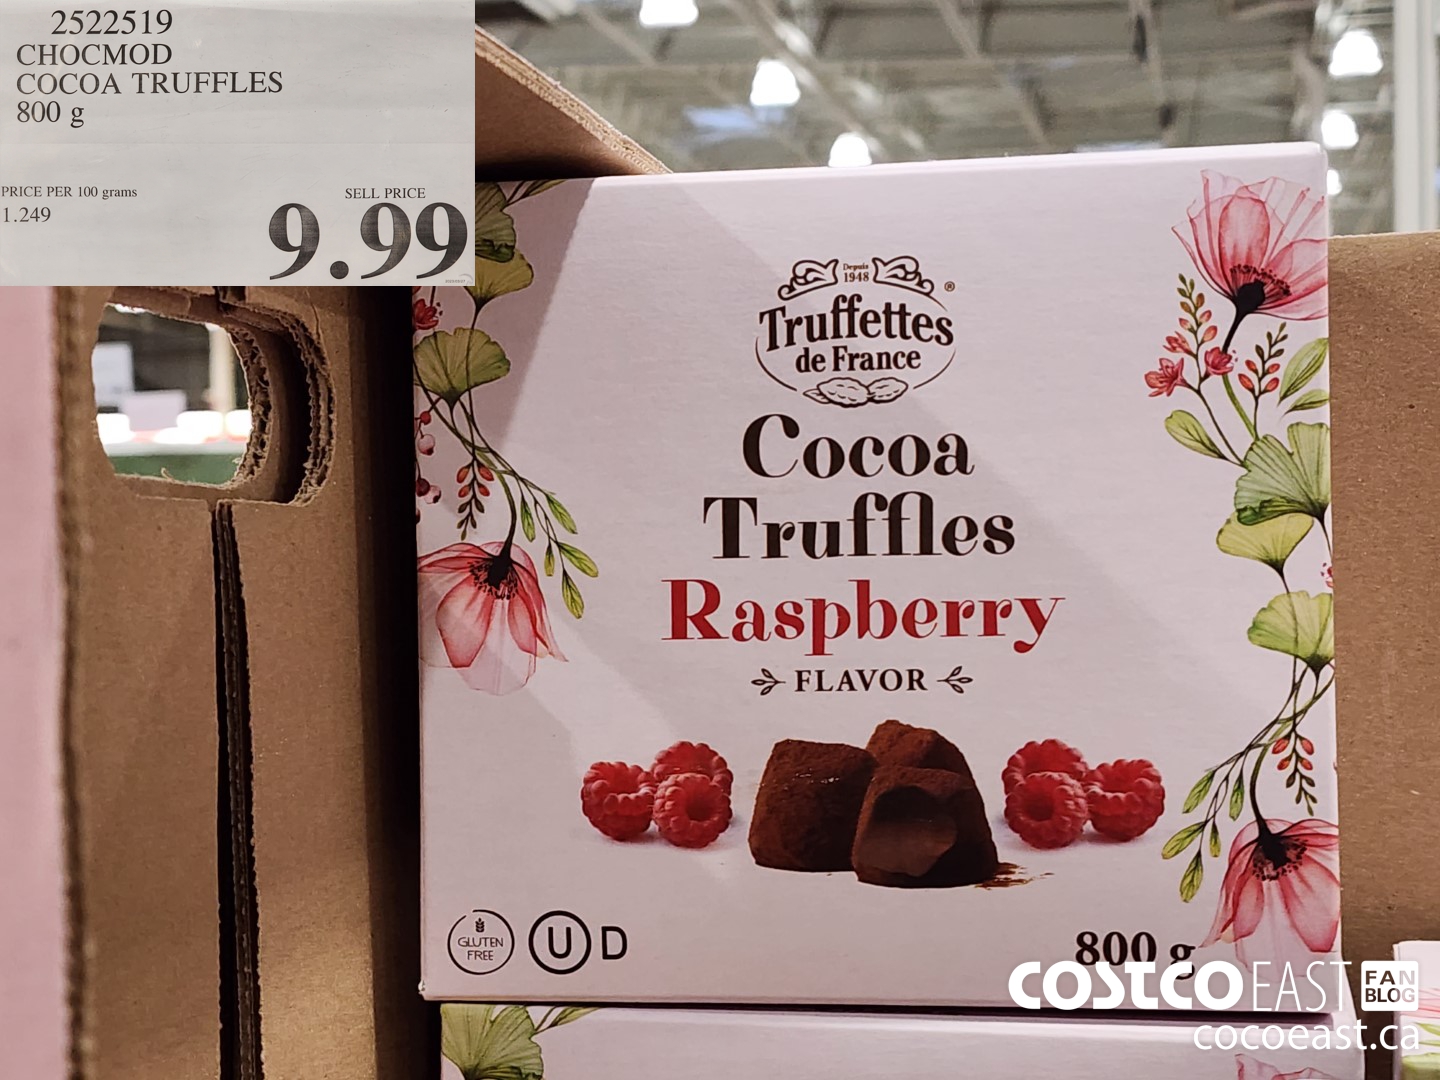 2522519
CHOCMOD
COCOA TRUFFLES
800 g
PRICE PER 100 grams
1.249
SELL PRICE
9.99
Depuis
1948
®
Truffettes
de France
Cocoa
Truffles
Raspberry
FLAVOR
GLUTEN
FREE
U D
800 g
COSTCO EAST FAN BLOG
cocoeast.ca